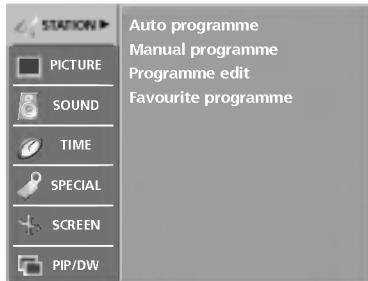 STATION
PICTURE
SOUND
TIME
SPECIAL
SCREEN
PIP/DW
Auto programme
Manual programme
Programme edit
Favourite programme